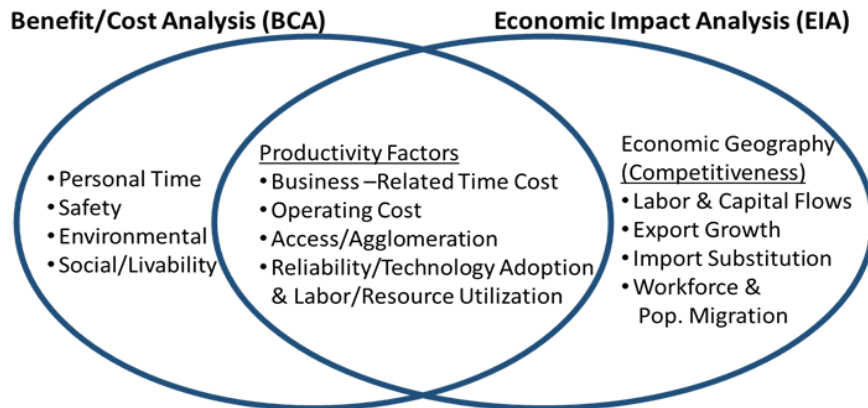 Benefit/Cost Analysis (BCA)
Economic Impact Analysis (EIA)
• Personal Time
• Safety
• Environmental
• Social/Livability
Productivity Factors
• Business –Related Time Cost
• Operating Cost
• Access/Agglomeration
• Reliability/Technology Adoption
& Labor/Resource Utilization
Economic Geography
(Competitiveness)
• Labor & Capital Flows
• Export Growth
• Import Substitution
• Workforce &
Pop. Migration